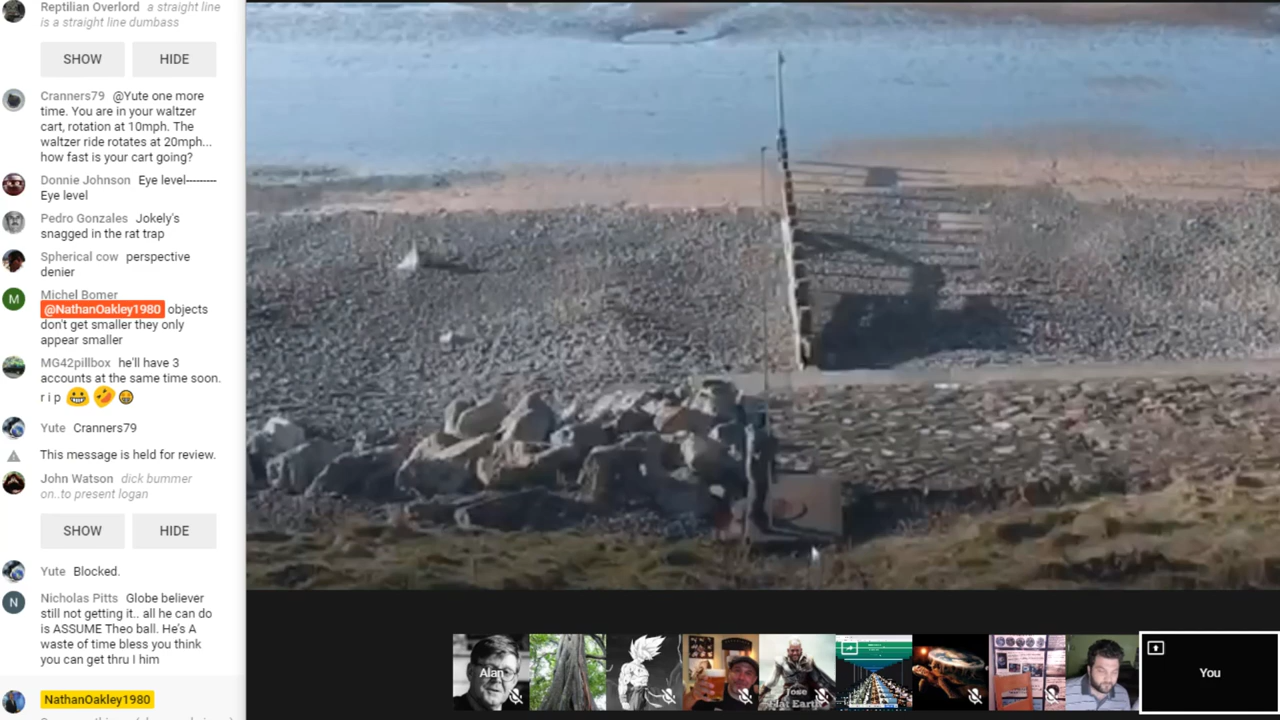 Reptilian Overlord a straight line
is a straight line dumbass
SHOW HIDE
Cranners79 @Yute one more
time. You are in your waltzer
cart, rotation at 10mph. The
waltzer ride rotates at 20mph...
how fast is your cart going?
Donnie Johnson Eye level---------
Eye level
Pedro Gonzales Jokely's
snagged in the rat trap
Spherical cow perspective
denier
M
Michel Bomer
@NathanOakley1980 objects
don't get smaller they only
appear smaller
MG42pillbox he'll have 3
accounts at the same time soon.
r i p
Yute Cranners79
This message is held for review.
John Watson dick bummer
on..to present logan
SHOW HIDE
Yute Blocked.
N
Nicholas Pitts Globe believer
still not getting it.. all he can do
is ASSUME Theo ball. He's A
waste of time bless you think
you can get thru I him
NathanOakley1980
Alan
Jose
Flat Earth
You